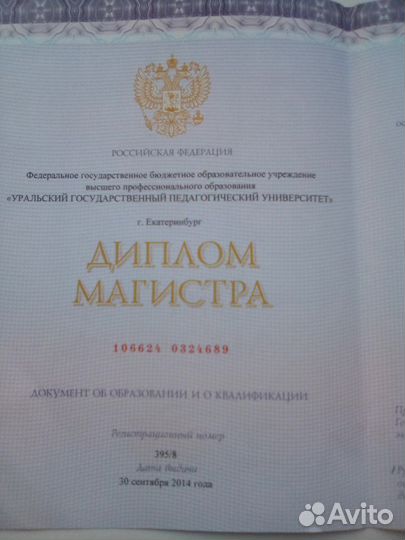 РОССИЙСКАЯ ФЕДЕРАЦИЯ
Федеральное государственное бюджетное образовательное учреждение
высшего профессионального образования
«УРАЛЬСКИЙ ГОСУДАРСТВЕННЫЙ ПЕДАГОГИЧЕСКИЙ УНИВЕРСИТЕТ»
г. Екатеринбург
ДИПЛОМ
МАГИСТРА
106624 0324689
ДОКУМЕНТ ОБ ОБРАЗОВАНИИ И О КВАЛИФИКАЦИИ
Регистрационный номер
395/8
Дата выдачи
30 сентября 2014 года
Avito